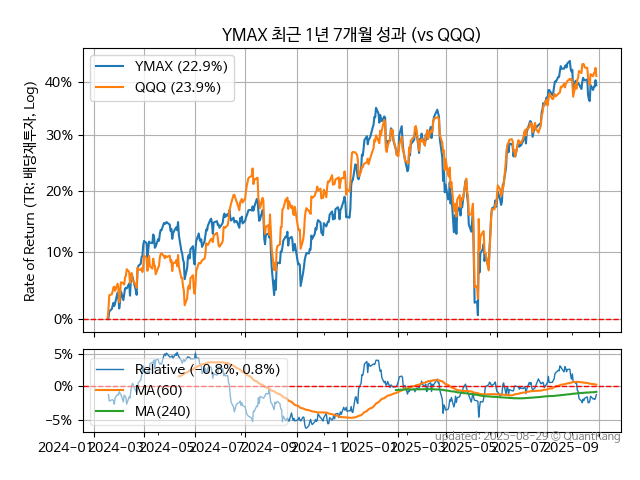 YMAX 최근 1년 7개월 성과 (vs QQQ)
Rate of Return (TR: 배당재투자, Log)
YMAX (22.9%)
QQQ (23.9%)
40%
30%
20%
10%
0%
5%
0%
−5%
Relative (−0.8%, 0.8%)
MA(60)
MA(240)
2024−01
2024−03
2024−05
2024−07
2024−09
2024−11
2025−01
2025−03
2025−05
2025−07
2025−09
updated: 2025−08−29 © QuantKang